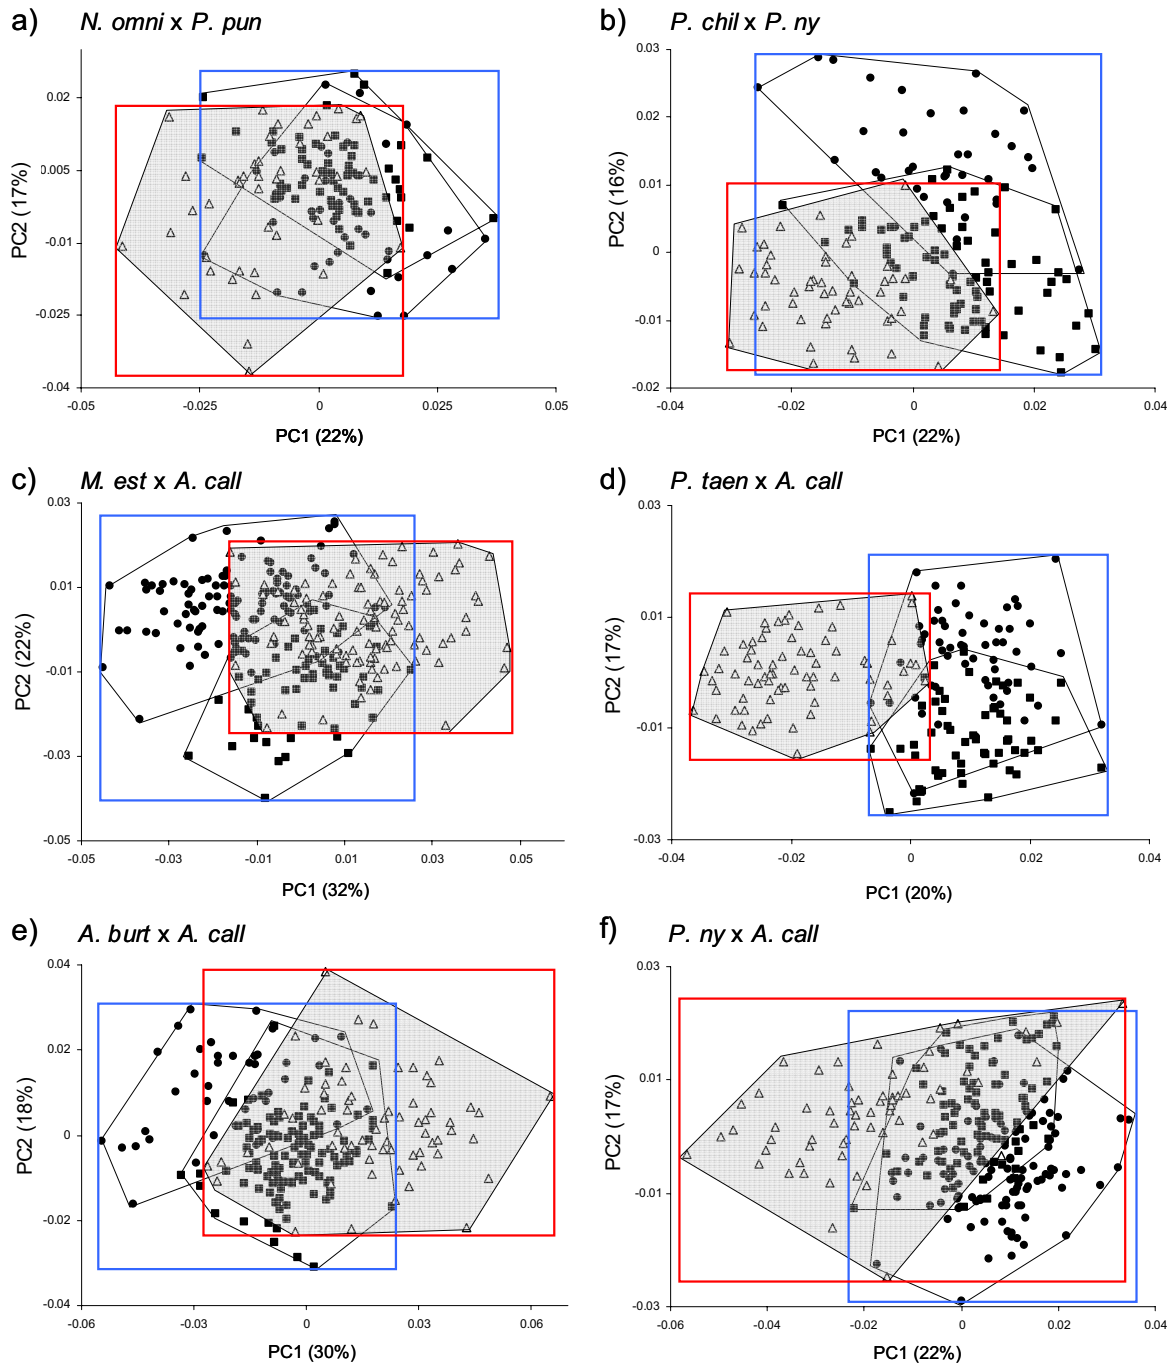 a) N. omni x P. pun
0.02
0.005
-0.01
-0.025
-0.04
-0.05 -0.025 0 0.025 0.05
PC2 (17%)
PC1 (22%)
b) P. chil x P. ny
0.03
0.02
0.01
0
-0.01
-0.02
-0.04 -0.02 0 0.02 0.04
PC2 (16%)
PC1 (22%)
c) M. est x A. call
0.03
0.01
-0.01
-0.03
-0.05
-0.05 -0.03 -0.01 0.01 0.03 0.05
PC2 (22%)
PC1 (32%)
d) P. taen x A. call
0.03
0.01
-0.01
-0.03
-0.04 -0.02 0 0.02 0.04
PC2 (17%)
PC1 (20%)
e) A. burt x A. call
0.04
0.02
0
-0.02
-0.04
-0.06 -0.03 0 0.03 0.06
PC2 (18%)
PC1 (30%)
f) P. ny x A. call
0.03
0.01
-0.01
-0.03
-0.06 -0.04 -0.02 0 0.02 0.04
PC2 (17%)
PC1 (22%)